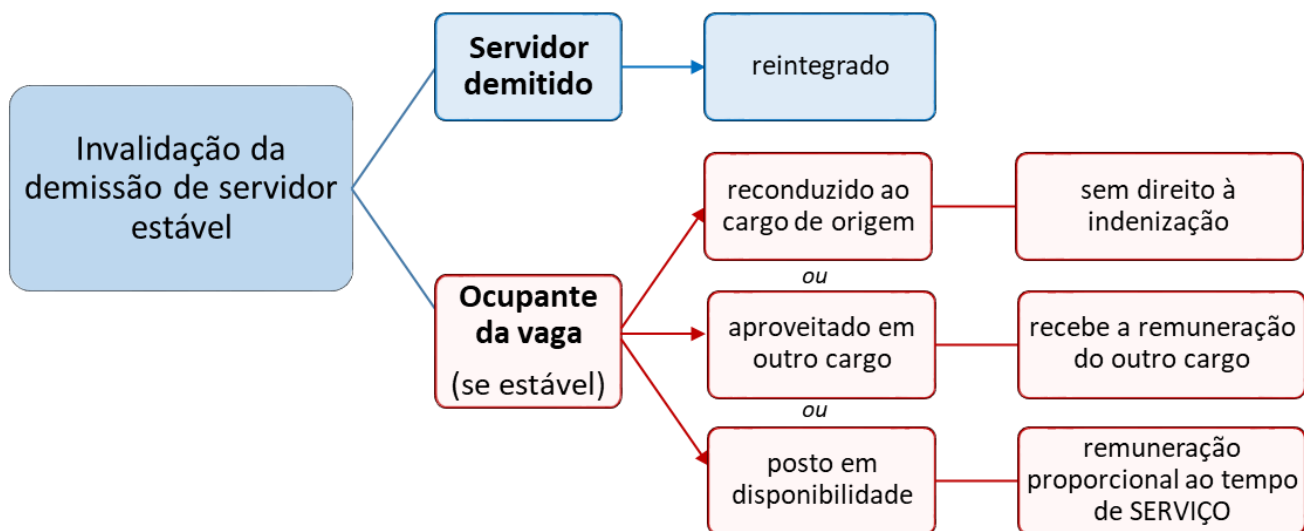 Invalidação da
demissão de servidor
estável
Servidor
demitido
reintegrado
Ocupante
da vaga
(se estável)
reconduzido ao
cargo de origem
sem direito à
indenização
ou
aproveitado em
outro cargo
recebe a remuneração
do outro cargo
ou
posto em
disponibilidade
remuneração
proporcional ao tempo
de SERVIÇO